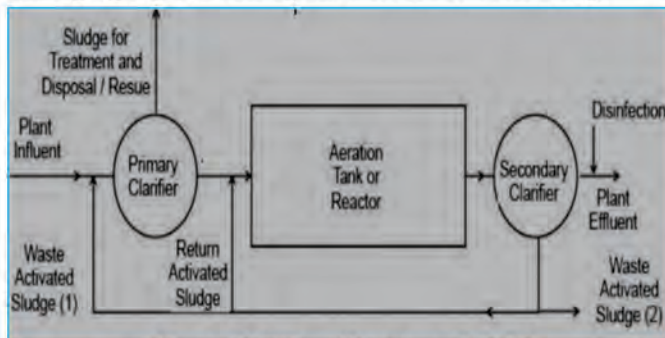 Sludge for
Treatment and
Disposal / Resue
Plant
Influent
Primary
Clarifier
Aeration
Tank or
Reactor
Secondary
Clarifier
Disinfection
Plant
Effluent
Waste
Activated
Sludge (1)
Return
Activated
Sludge
Waste
Activated
Sludge (2)